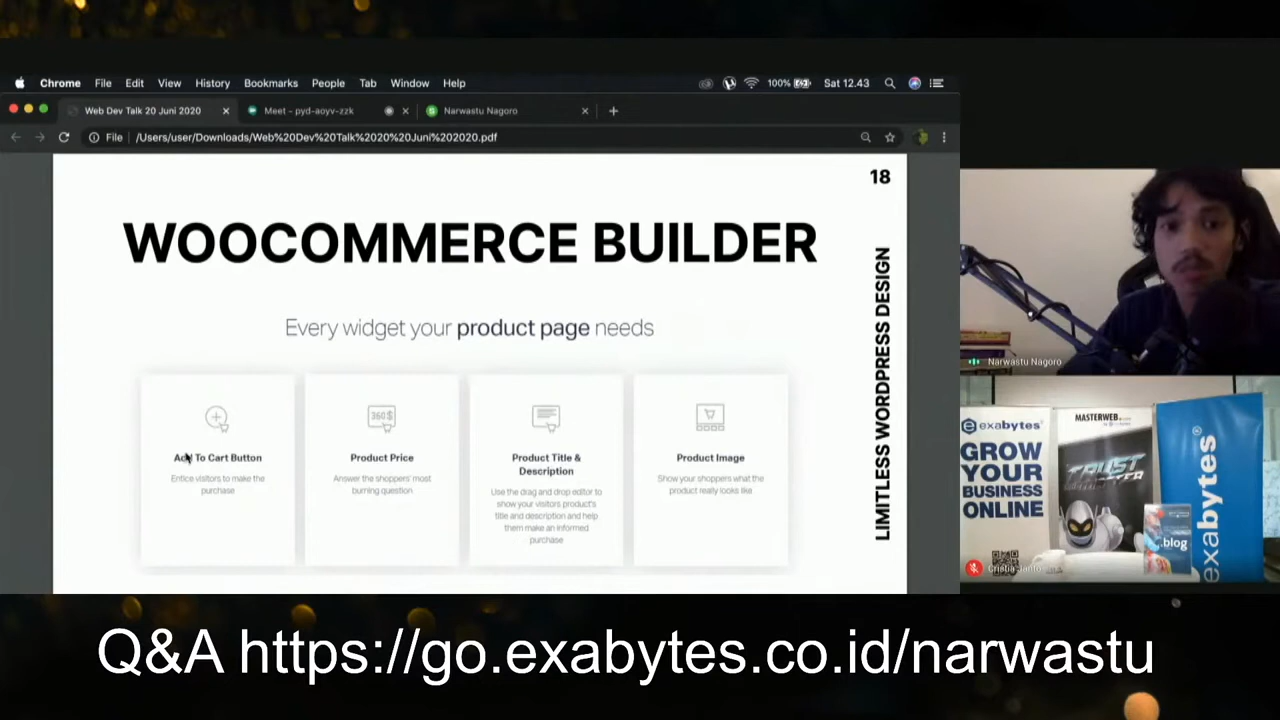 Chrome File Edit View History Bookmarks People Tab Window Help
100% Sat 12.43
Web Dev Talk 20 Juni 2020
Meet - pyd-aoyv-zzk
Narwastu Nagoro
File /Users/user/Downloads/Web%20Dev%20Talk%2020%20Juni%202020.pdf
18
WOOCOMMERCE BUILDER
LIMITLESS WORDPRESS DESIGN
Every widget your product page needs
Add To Cart Button
Entice visitors to make the
purchase
360 $
Product Price
Answer the shoppers' most
burning question
Product Title &
Description
Use the drag and drop editor to
show your visitors product's
title and description and help
them make an informed
purchase
Product Image
Show your shoppers what the
product really looks like
Narwastu Nagoro
exabytes®
GROW
YOUR
BUSINESS
ONLINE
MASTERWEB
TRUST
.blog
exabytes®
Q&A https://go.exabytes.co.id/narwastu